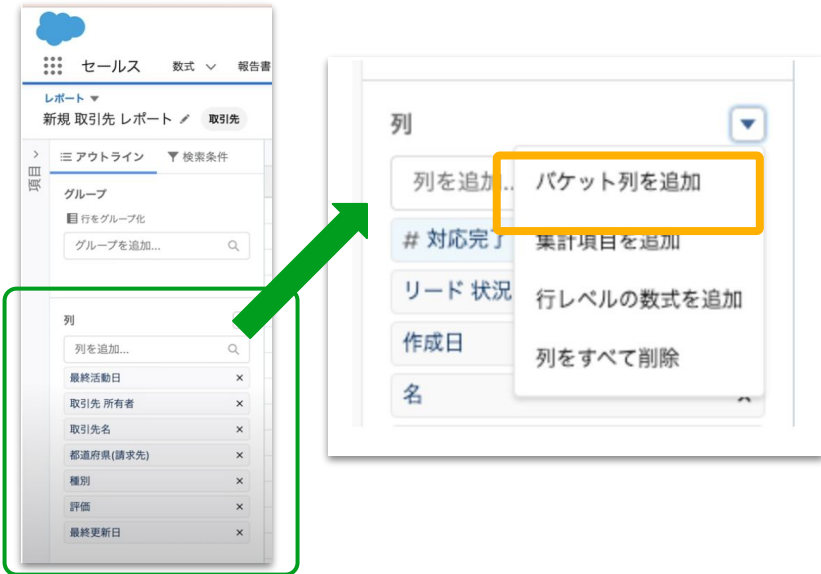 セールス 数式 報告書
レポート
新規 取引先 レポート 取引先
アウトライン 検索条件
項目
グループ
行をグループ化
グループを追加...
列
列を追加...
最終活動日
取引先 所有者
取引先名
都道府県(請求先)
種別
評価
最終更新日
列
列を追加...
バケット列を追加
# 対応完了
集計項目を追加
リード 状況
行レベルの数式を追加
作成日
列をすべて削除
名